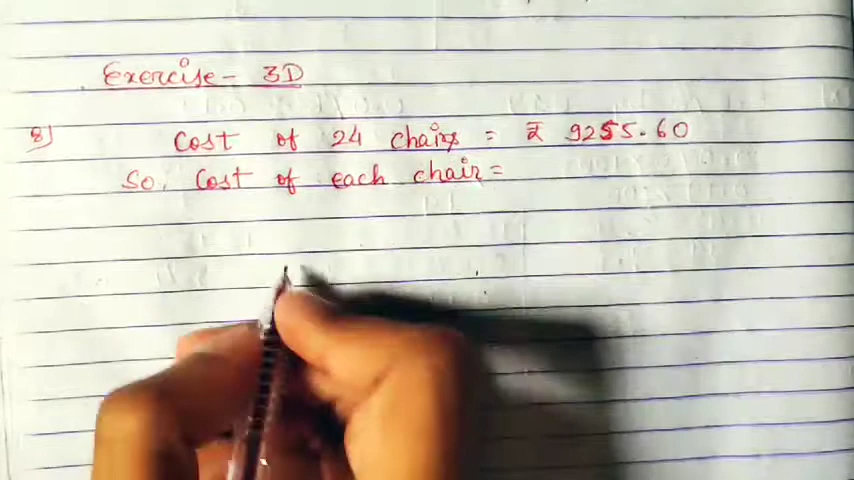 Exercise - 3D
8) Cost of 24 chairs = ₹ 9255.60
So, Cost of each chair =